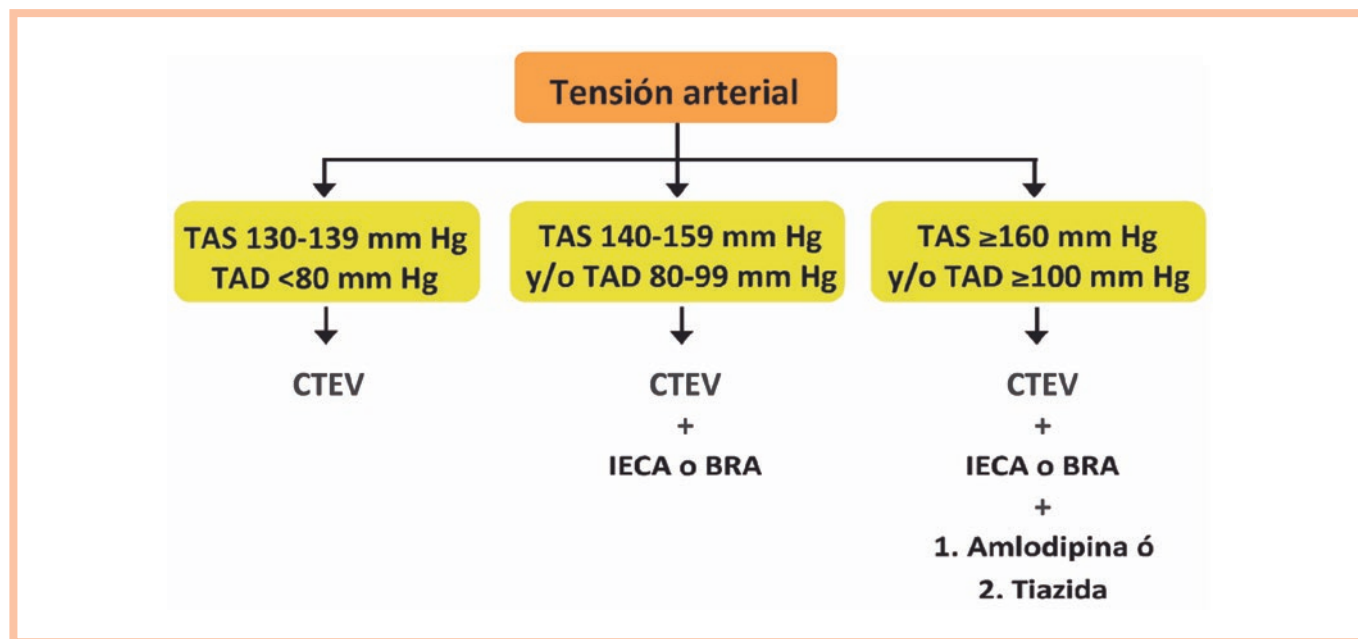 Tensión arterial
TAS 130-139 mm Hg
TAD <80 mm Hg
TAS 140-159 mm Hg
y/o TAD 80-99 mm Hg
TAS ≥160 mm Hg
y/o TAD ≥100 mm Hg
CTEV
CTEV
+
IECA o BRA
CTEV
+
IECA o BRA
+
1. Amlodipina ó
2. Tiazida